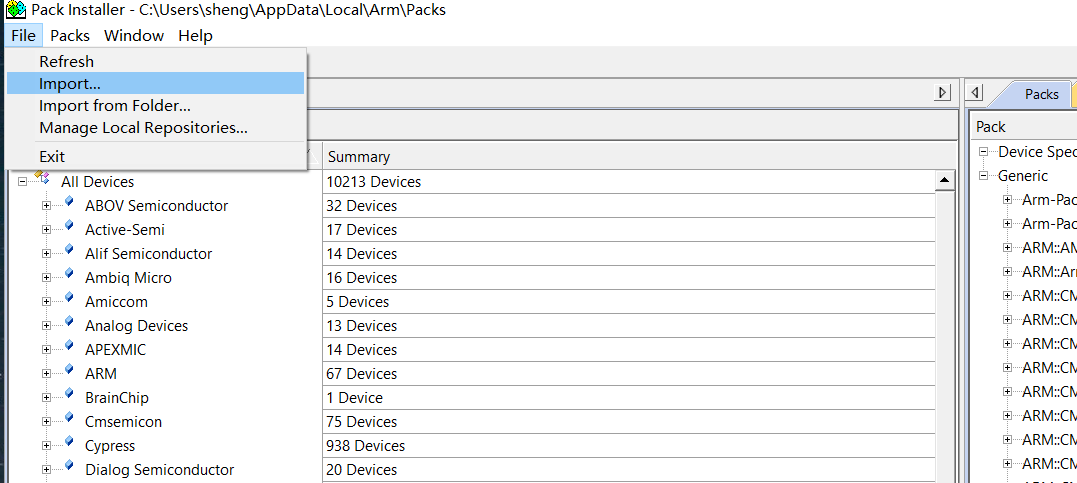 Pack Installer - C:\Users\sheng\AppData\Local\Arm\Packs
File Packs Window Help
Refresh
Import...
Import from Folder...
Manage Local Repositories...
Exit
Summary
All Devices 10213 Devices
ABOV Semiconductor 32 Devices
Active-Semi 17 Devices
Alif Semiconductor 14 Devices
Ambiq Micro 16 Devices
Amiccom 5 Devices
Analog Devices 13 Devices
APEXMIC 14 Devices
ARM 67 Devices
BrainChip 1 Device
Cmsemicon 75 Devices
Cypress 938 Devices
Dialog Semiconductor 20 Devices
Packs
Pack
Device Spec
Generic
Arm-Pac
Arm-Pac
ARM::AM
ARM::Arm
ARM::CM
ARM::CM
ARM::CM
ARM::CM
ARM::CM
ARM::CM
ARM::CM
ARM::CM